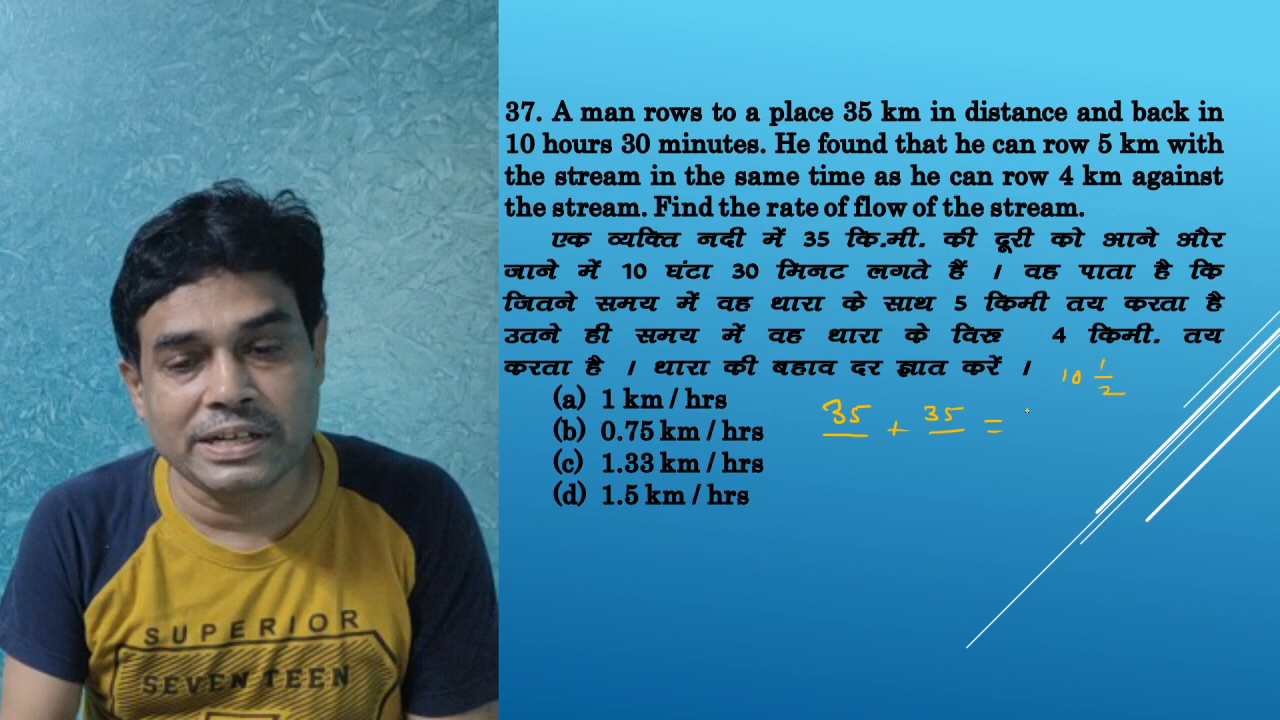 37. A man rows to a place 35 km in distance and back in
10 hours 30 minutes. He found that he can row 5 km with
the stream in the same time as he can row 4 km against
the stream. Find the rate of flow of the stream.
एक व्यक्ति नदी में 35 कि.मी. की दूरी को आने और
जाने में 10 घंटा 30 मिनट लगते हैं । वह पाता है कि
जितने समय में वह धारा के साथ 5 किमी तय करता है
उतने ही समय में वह धारा के विरू 4 किमी. तय
करता है । धारा की बहाव दर ज्ञात करें ।
10 1/2
(a) 1 km / hrs
35 + 35 =
(b) 0.75 km / hrs
(c) 1.33 km / hrs
(d) 1.5 km / hrs
SUPERIOR
SEVENTEEN